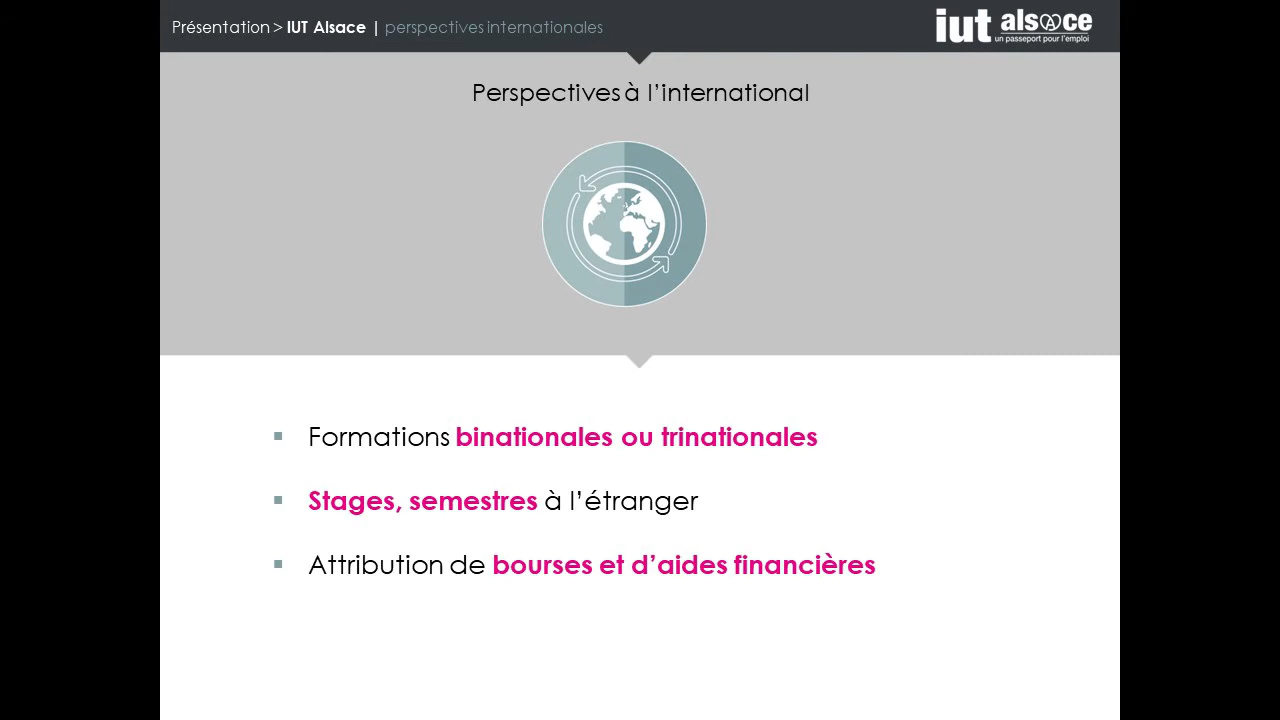 Présentation > IUT Alsace | perspectives internationales
iut alsace
un passeport pour l'emploi
Perspectives à l’international
▪ Formations binationales ou trinationales
▪ Stages, semestres à l’étranger
▪ Attribution de bourses et d’aides financières